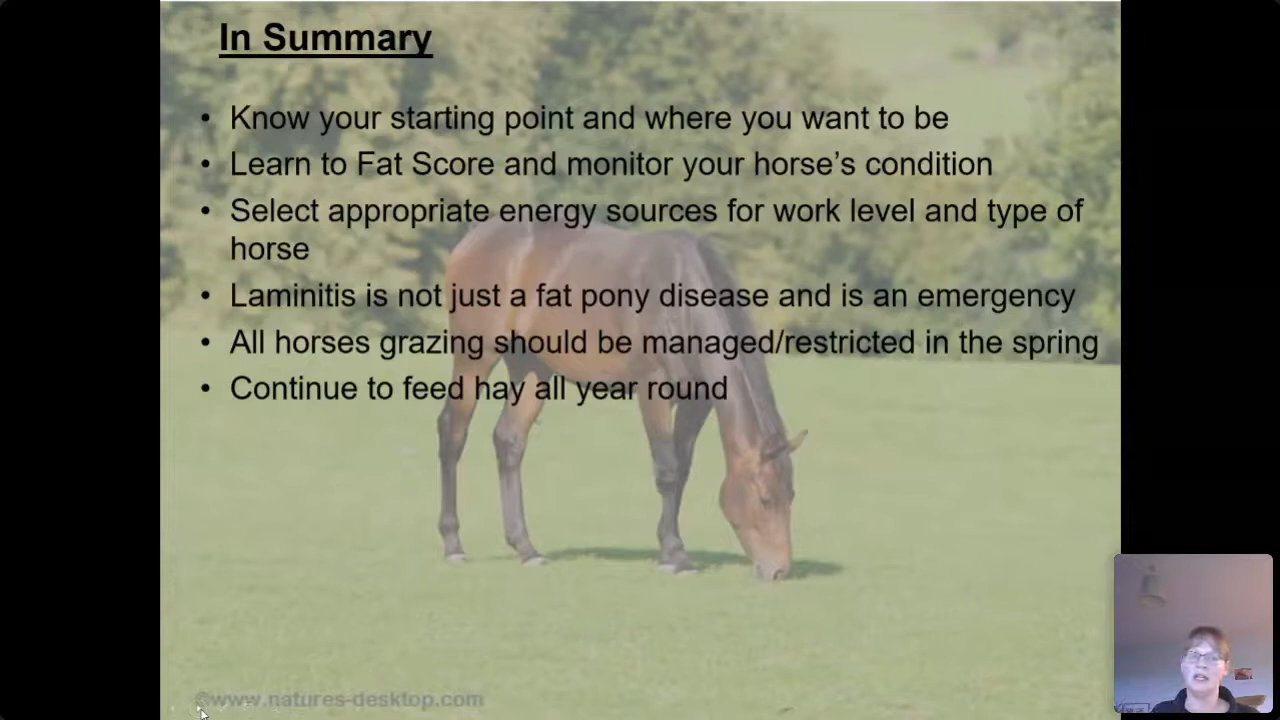 In Summary
• Know your starting point and where you want to be
• Learn to Fat Score and monitor your horse's condition
• Select appropriate energy sources for work level and type of
horse
• Laminitis is not just a fat pony disease and is an emergency
• All horses grazing should be managed/restricted in the spring
• Continue to feed hay all year round
©www.natures-desktop.com